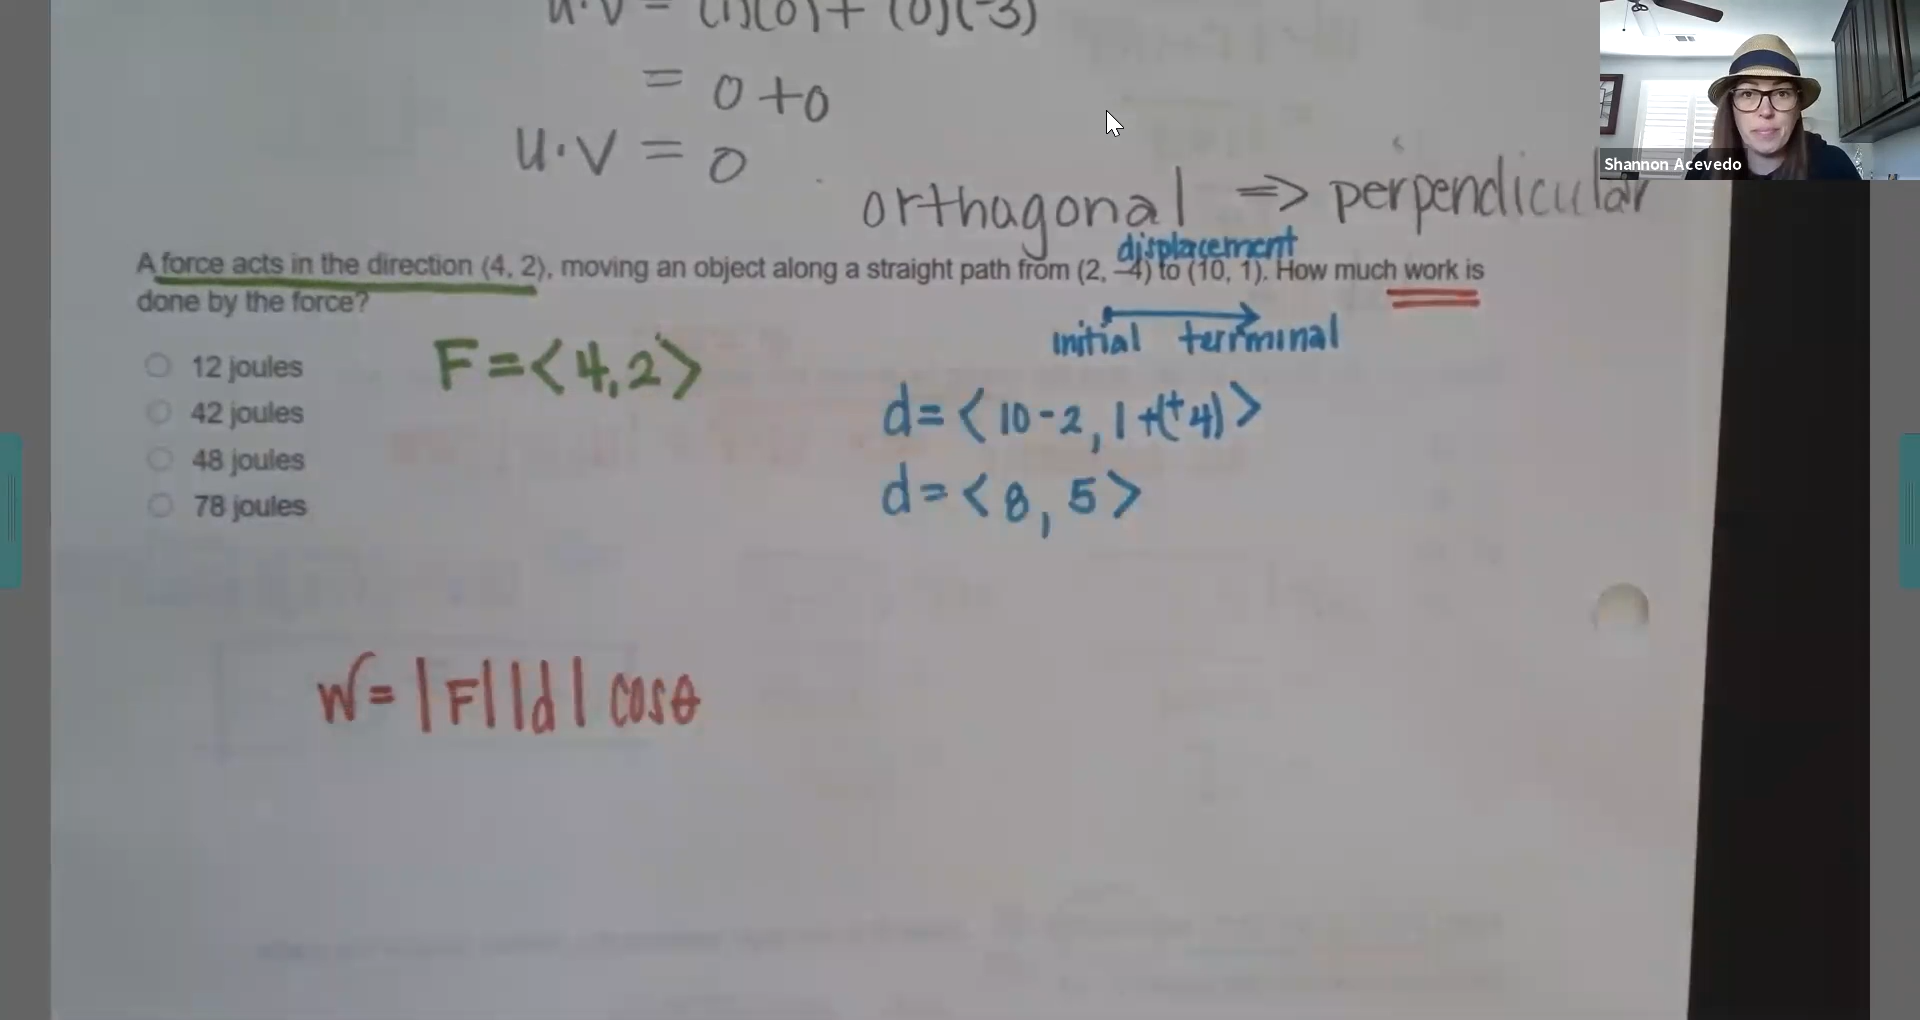 u·v = (1)(0) + (0)(-3)
= 0 + 0
u·v = 0
Shannon Acevedo
orthagonal => perpendicular
displacement
A force acts in the direction ⟨4, 2⟩, moving an object along a straight path from (2, –4) to (10, 1). How much work is
done by the force?
initial terminal
12 joules
F = <4,2>
42 joules
d = <10-2, 1+(+4)>
48 joules
d = <8, 5>
78 joules
W = |F||d| cosθ